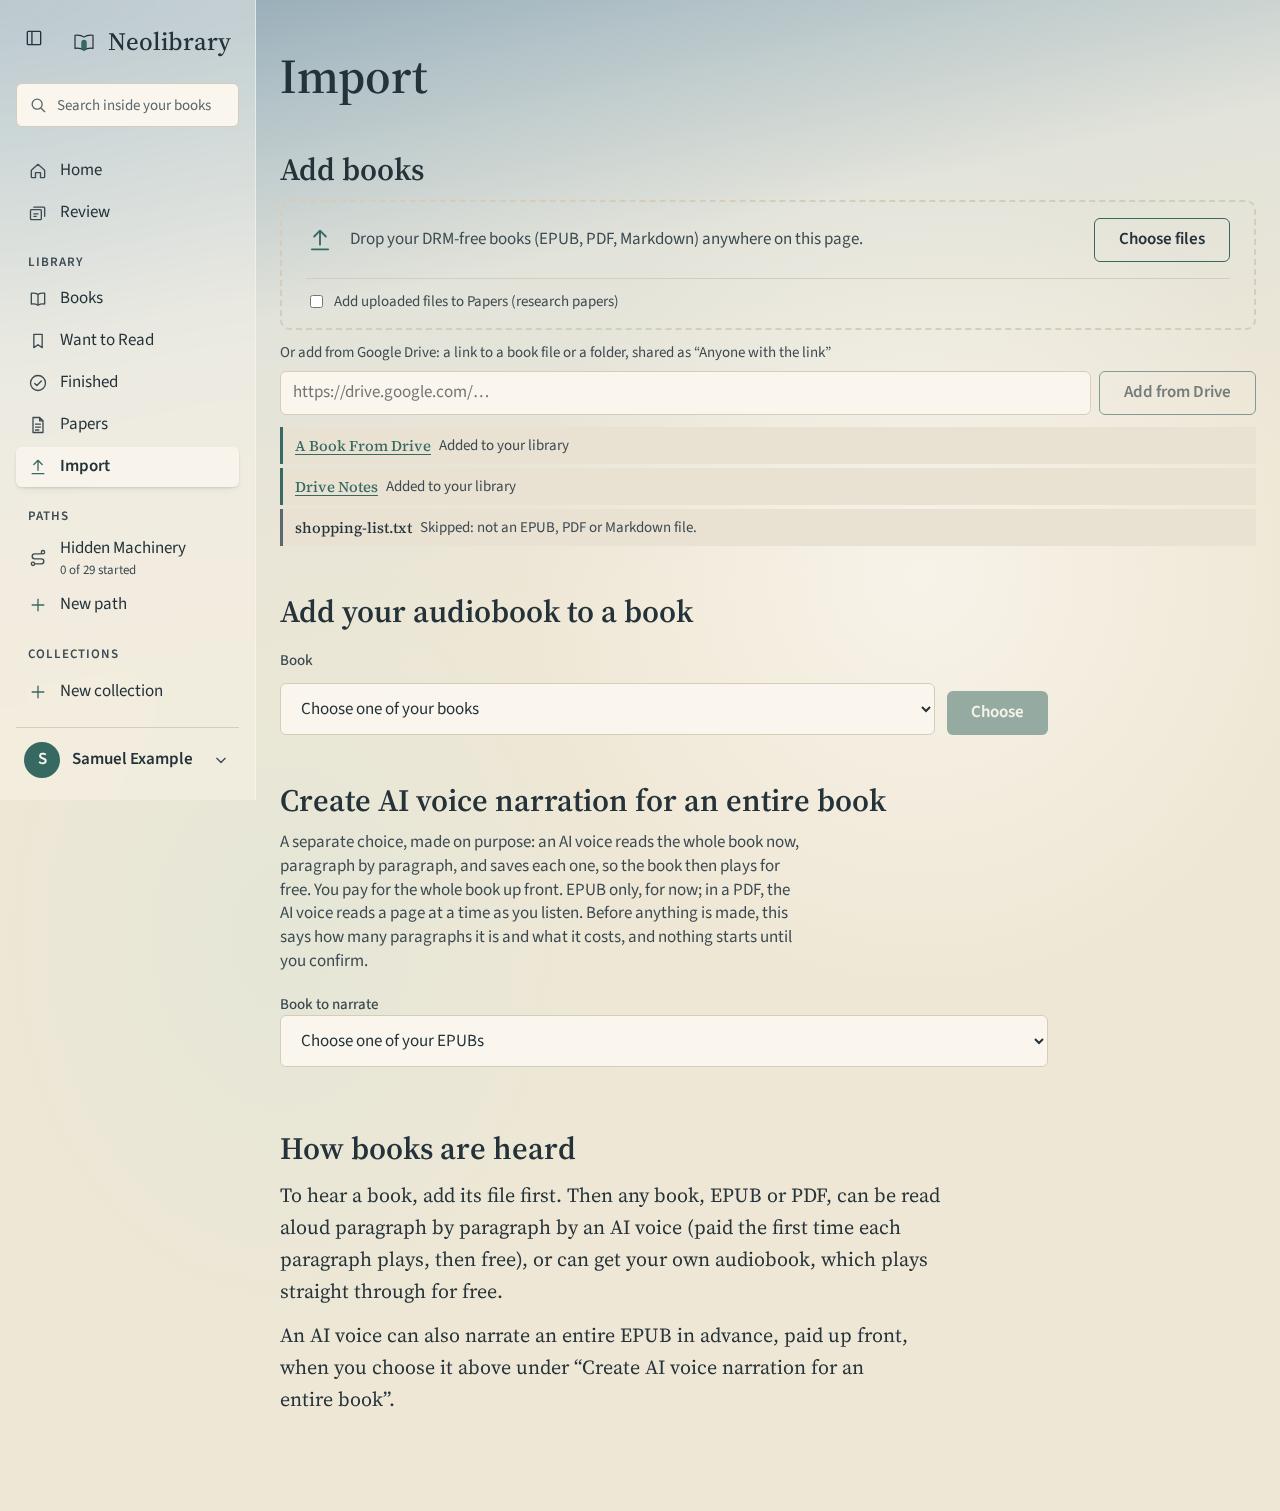 Neolibrary
Search inside your books
Home
Review
LIBRARY
Books
Want to Read
Finished
Papers
Import
PATHS
Hidden Machinery
0 of 29 started
New path
COLLECTIONS
New collection
S
Samuel Example
Import
Add books
Drop your DRM-free books (EPUB, PDF, Markdown) anywhere on this page.
Choose files
Add uploaded files to Papers (research papers)
Or add from Google Drive: a link to a book file or a folder, shared as “Anyone with the link”
https://drive.google.com/…
Add from Drive
A Book From Drive Added to your library
Drive Notes Added to your library
shopping-list.txt Skipped: not an EPUB, PDF or Markdown file.
Add your audiobook to a book
Book
Choose one of your books
Choose
Create AI voice narration for an entire book
A separate choice, made on purpose: an AI voice reads the whole book now,
paragraph by paragraph, and saves each one, so the book then plays for
free. You pay for the whole book up front. EPUB only, for now; in a PDF, the
AI voice reads a page at a time as you listen. Before anything is made, this
says how many paragraphs it is and what it costs, and nothing starts until
you confirm.
Book to narrate
Choose one of your EPUBs
How books are heard
To hear a book, add its file first. Then any book, EPUB or PDF, can be read
aloud paragraph by paragraph by an AI voice (paid the first time each
paragraph plays, then free), or can get your own audiobook, which plays
straight through for free.
An AI voice can also narrate an entire EPUB in advance, paid up front,
when you choose it above under “Create AI voice narration for an
entire book”.